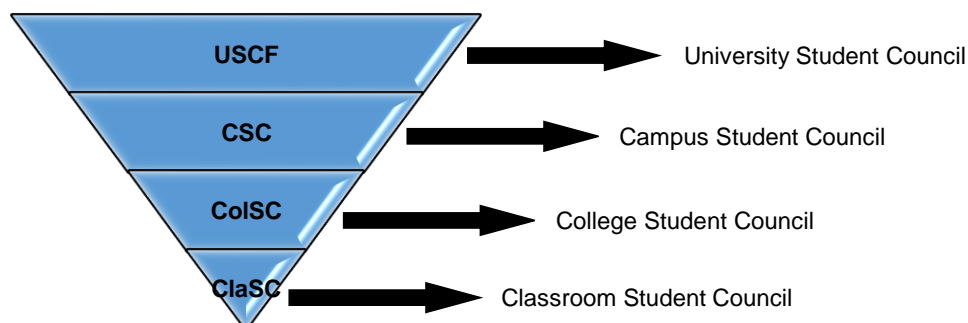 USCF
University Student Council
CSC
Campus Student Council
ColSC
College Student Council
ClaSC
Classroom Student Council